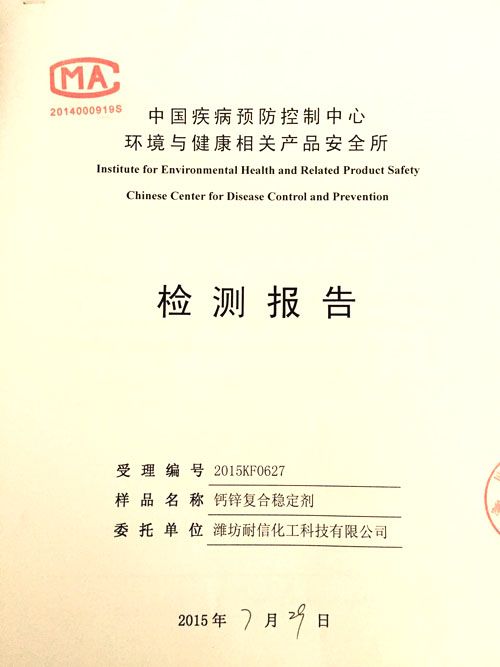 CMA
2014000919S
中国疾病预防控制中心
环境与健康相关产品安全所
Institute for Environmental Health and Related Product Safety
Chinese Center for Disease Control and Prevention
检测报告
受理编号 2015KF0627
样品名称 钙锌复合稳定剂
委托单位 潍坊耐信化工科技有限公司
2015年 7月 29日